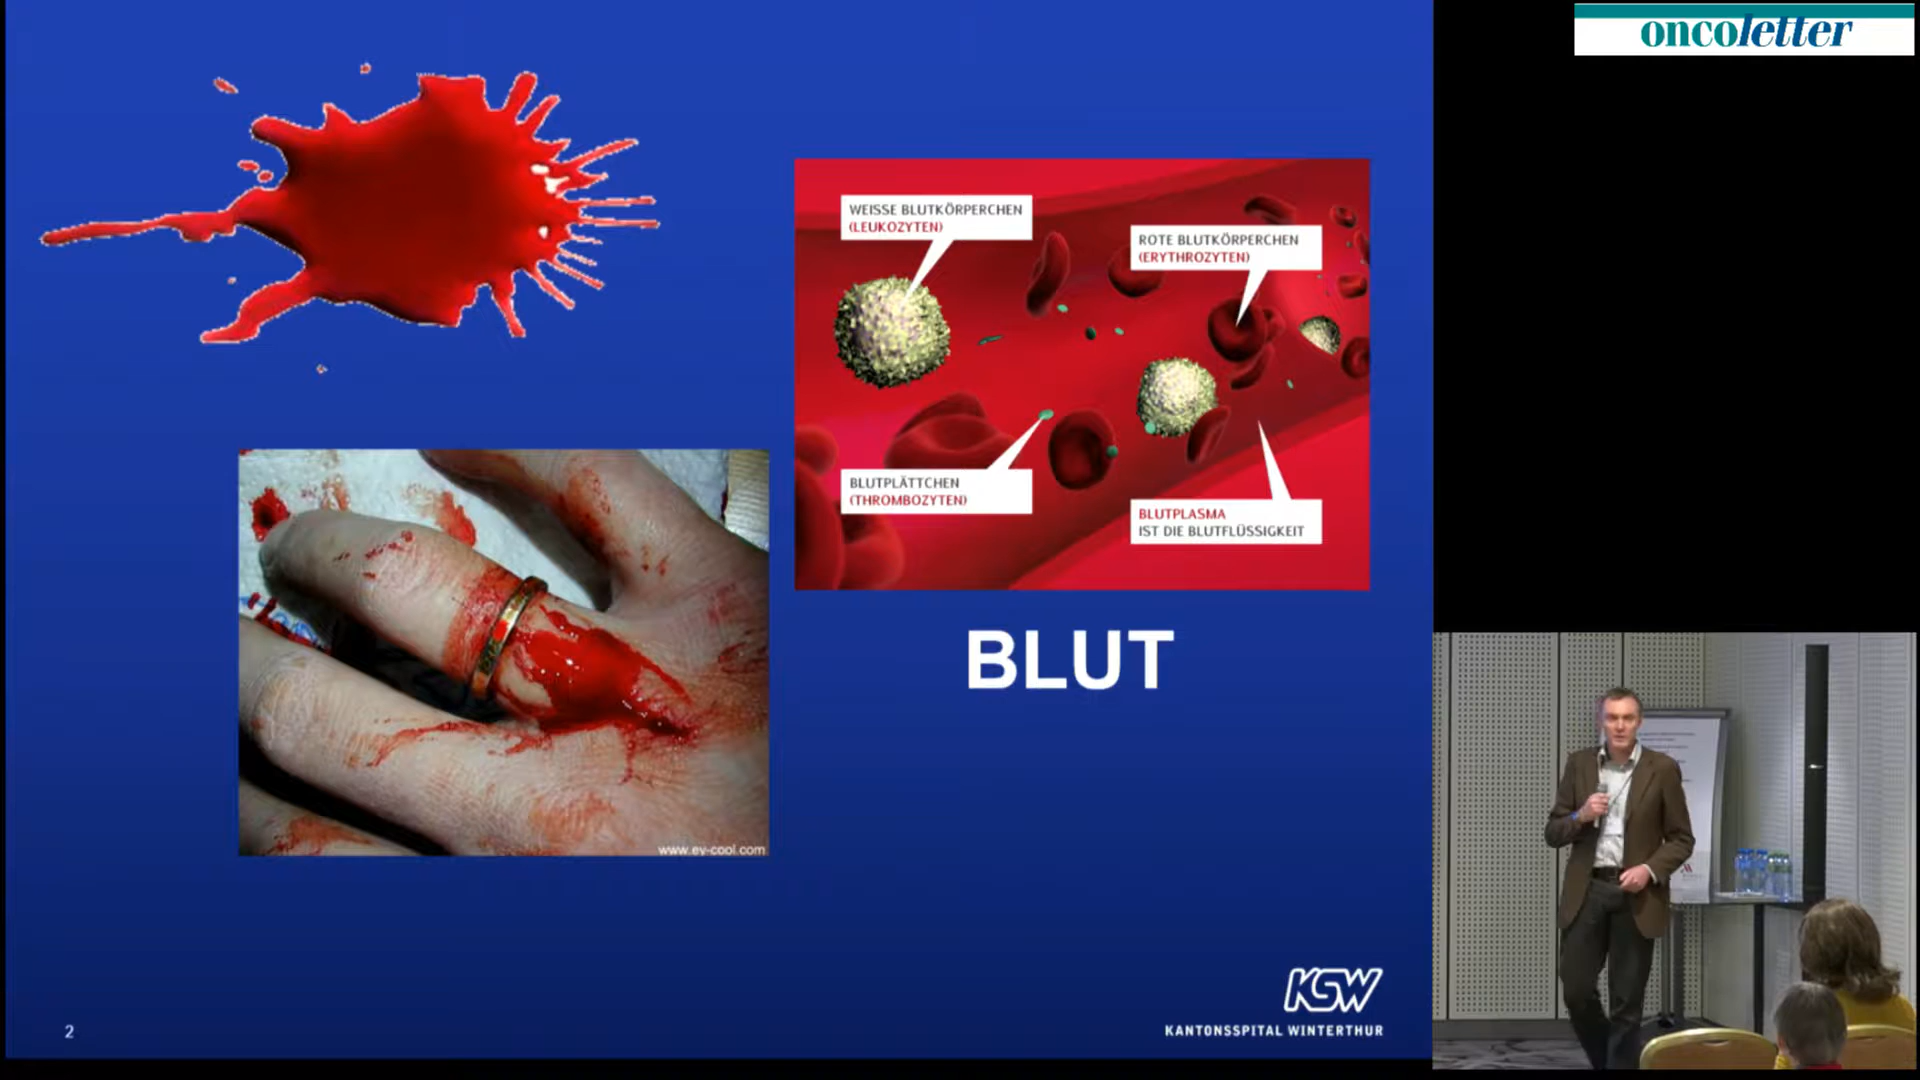 oncoletter
WEISSE BLUTKÖRPERCHEN
(LEUKOZYTEN)
ROTE BLUTKÖRPERCHEN
(ERYTHROZYTEN)
BLUTPLÄTTCHEN
(THROMBOZYTEN)
BLUTPLASMA
IST DIE BLUTFLÜSSIGKEIT
BLUT
www.ey-cool.com
KSW
KANTONSSPITAL WINTERTHUR
2